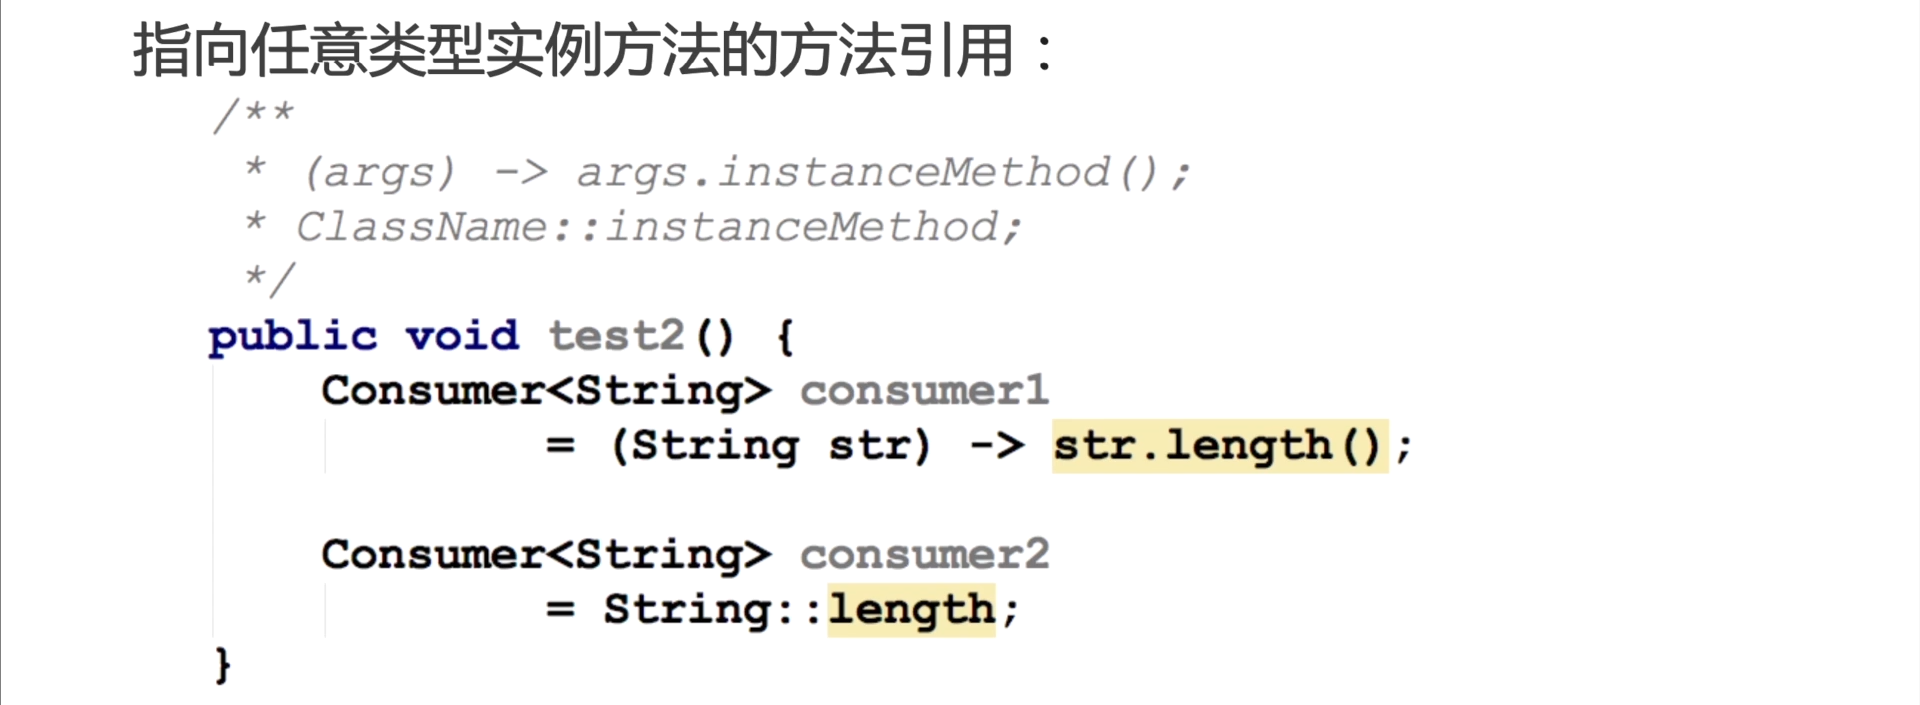 指向任意类型实例方法的方法引用：
/**
* (args) -> args.instanceMethod();
* ClassName::instanceMethod;
*/
public void test2() {
Consumer<String> consumer1
= (String str) -> str.length();
Consumer<String> consumer2
= String::length;
}